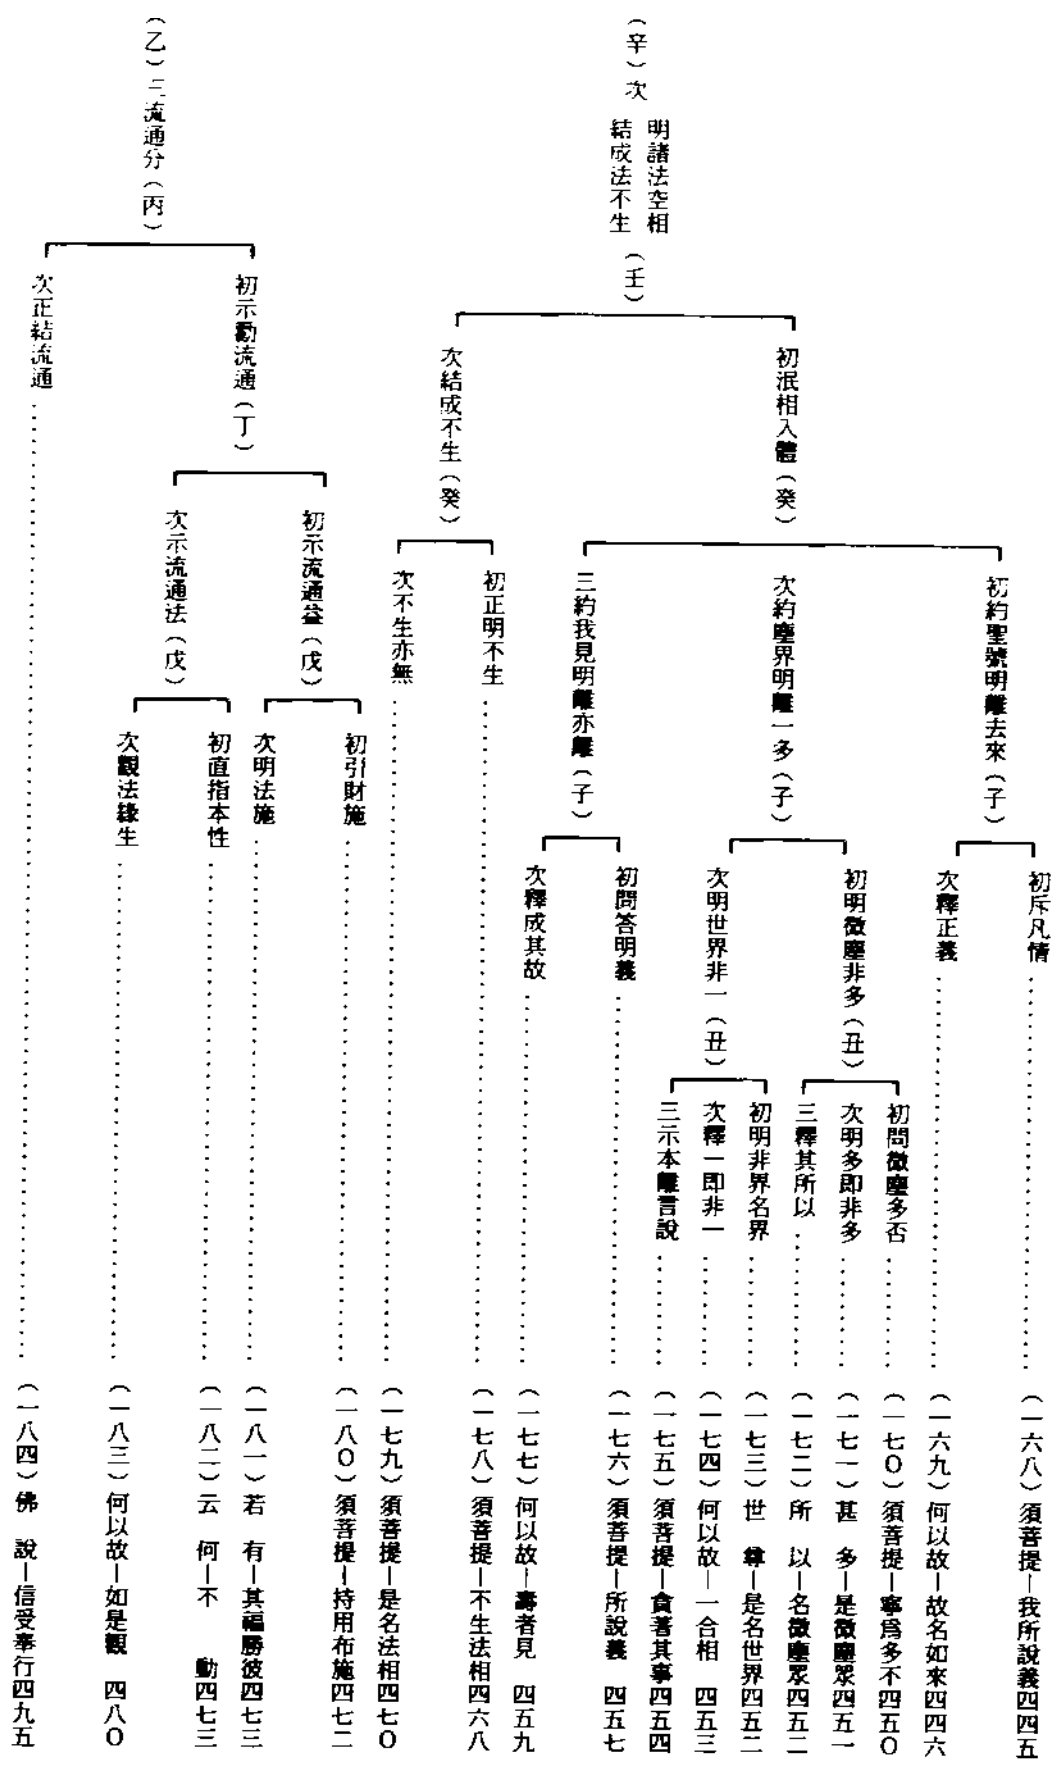 （辛）次
明諸法空相
結成法不生
（壬）
初泯相入體（癸）
初約聖號明離去來（子）
初斥凡情……（一六八）須菩提－我所說義四四五
次釋正義……（一六九）何以故－故名如來四四六
次約塵界明離一多（子）
初明微塵非多（丑）
初問微塵多否……（一七〇）須菩提－寧爲多不四五〇
次明多即非多……（一七一）甚　多－是微塵眾四五一
三釋其所以……（一七二）所　以－名微塵眾四五二
次明世界非一（丑）
初明非界名界……（一七三）世　尊－是名世界四五二
次釋一即非一……（一七四）何以故－一合相　四五三
三示本離言說……（一七五）須菩提－貪著其事四五四
三約我見明離亦離（子）
初問答明義……（一七六）須菩提－所說義　四五七
次釋成其故……（一七七）何以故－壽者見　四五九
次結成不生（癸）
初正明不生……（一七八）須菩提－不生法相四六八
次不生亦無……（一七九）須菩提－是名法相四七〇
（乙）三流通分（丙）
初示勸流通（丁）
初示流通益（戊）
初引財施……（一八〇）須菩提－持用布施四七二
次明法施……（一八一）若　有－其福勝彼四七三
次示流通法（戊）
初直指本性……（一八二）云　何－不　動四七三
次觀法緣生……（一八三）何以故－如是觀　四八〇
次正結流通……（一八四）佛　說－信受奉行四九五